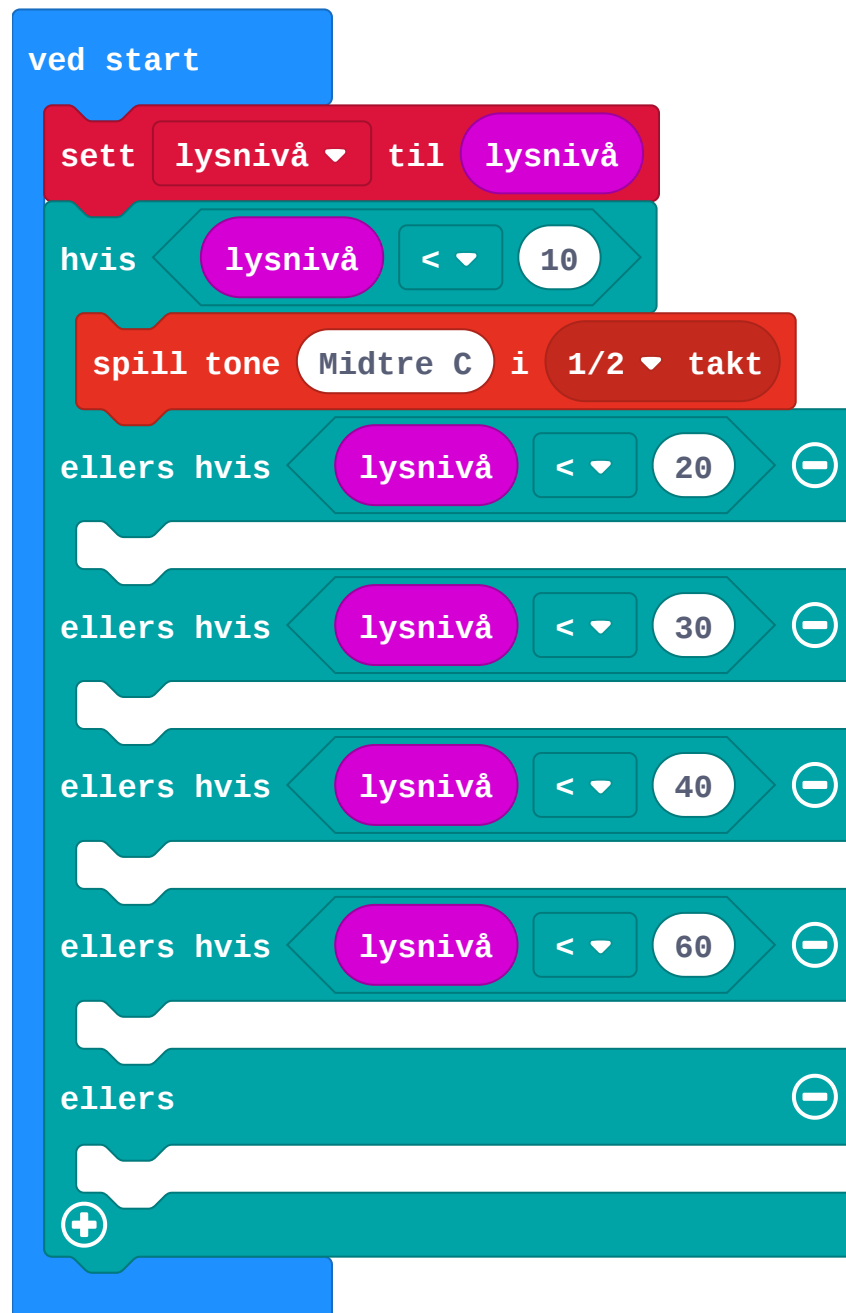 ved start
sett lysnivå til lysnivå
hvis lysnivå < 10
spill tone Midtre C i 1/2 takt
ellers hvis lysnivå < 20
ellers hvis lysnivå < 30
ellers hvis lysnivå < 40
ellers hvis lysnivå < 60
ellers